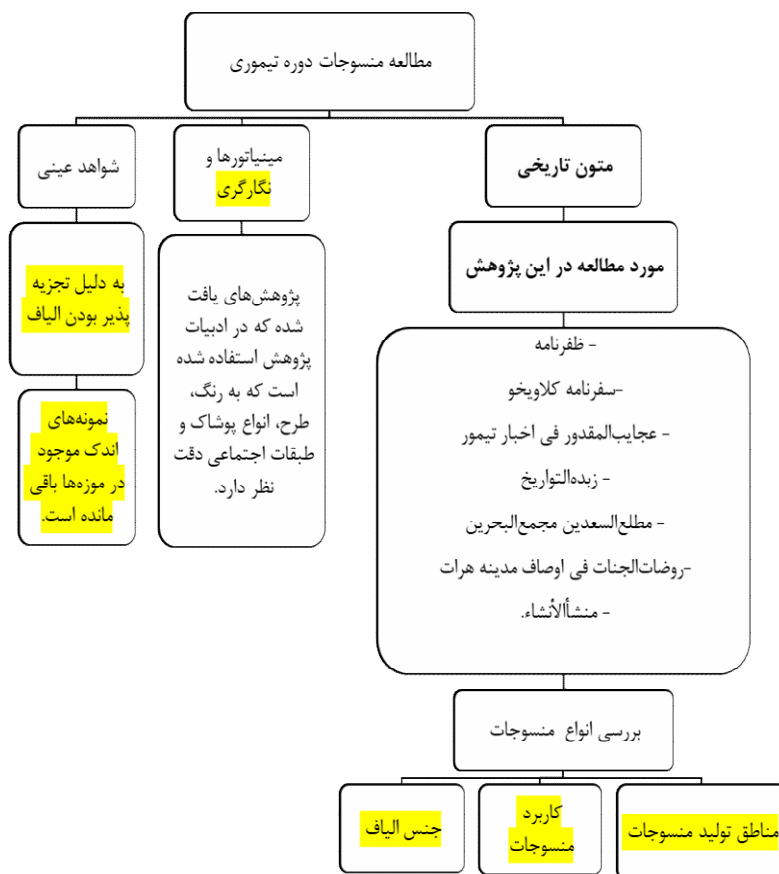 مطالعه منسوجات دوره تیموری
متون تاریخی
مینیاتورها و
نگارگری
شواهد عینی
مورد مطالعه در این پژوهش
پژوهش‌های یافت
شده که در ادبیات
پژوهش استفاده شده
است که به رنگ،
طرح، انواع پوشاک و
طبقات اجتماعی دقت
نظر دارد.
به دلیل تجزیه
پذیر بودن الیاف
نمونه‌های
اندک موجود
در موزه‌ها باقی
مانده است.
- ظفرنامه
-سفرنامه کلاویخو
- عجایب‌المقدور فی اخبار تیمور
- زبده‌التواریخ
- مطلع‌السعدین مجمع‌البحرین
-روضات‌الجنات فی اوصاف مدینه هرات
- منشأالأنشاء.
بررسی انواع منسوجات
مناطق تولید منسوجات
کاربرد
منسوجات
جنس الیاف